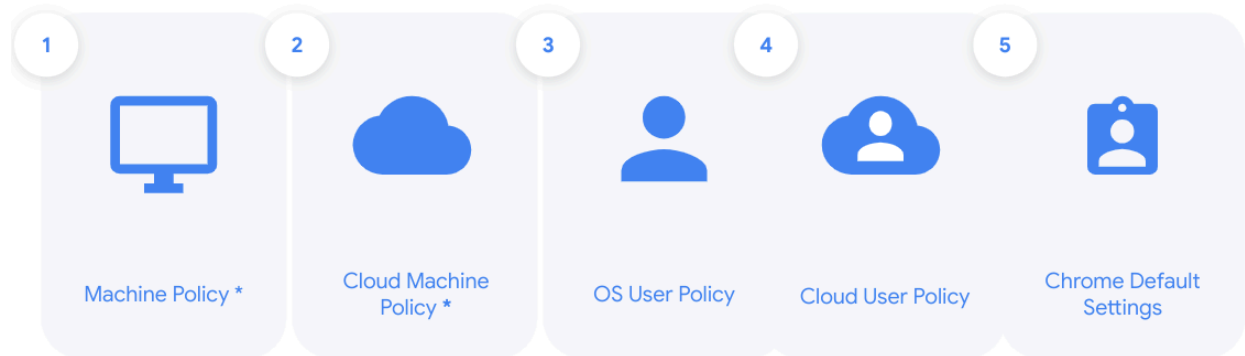 1
2
3
4
5
Machine Policy *
Cloud Machine
Policy *
OS User Policy
Cloud User Policy
Chrome Default
Settings